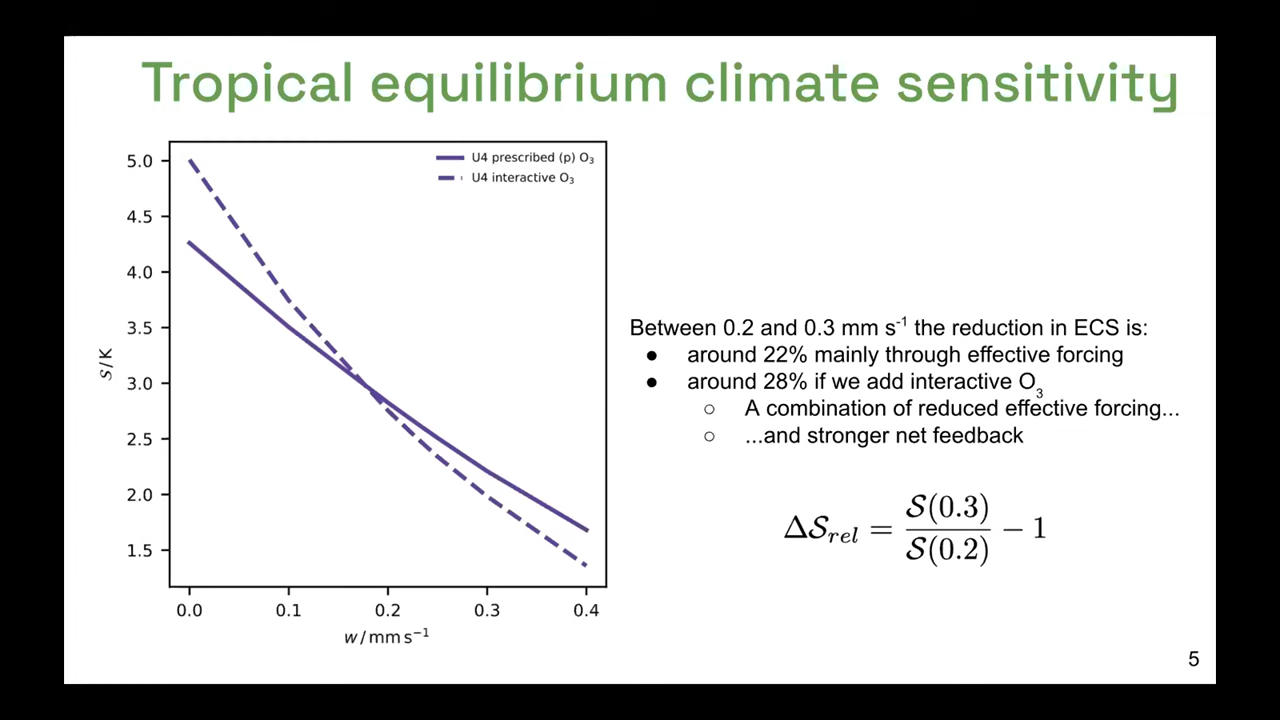 Tropical equilibrium climate sensitivity
5.0
4.5
4.0
3.5
3.0
2.5
2.0
1.5
𝒮 / K
U4 prescribed (p) O₃
U4 interactive O₃
0.0 0.1 0.2 0.3 0.4
w / mm s⁻¹
Between 0.2 and 0.3 mm s⁻¹ the reduction in ECS is:
● around 22% mainly through effective forcing
● around 28% if we add interactive O₃
○ A combination of reduced effective forcing...
○ ...and stronger net feedback
Δ𝒮rel = 𝒮(0.3) / 𝒮(0.2) − 1
5